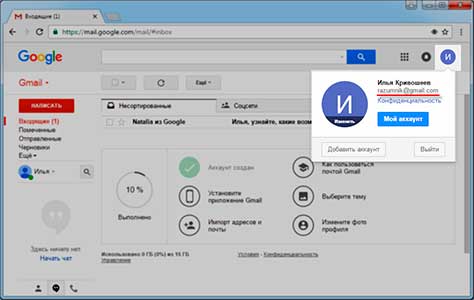 Входящие (1)
https://mail.google.com/mail/#inbox
Google
И
Gmail
Ещё
НАПИСАТЬ
Входящие (1)
Помеченные
Отправленные
Черновики
Ещё
Илья
Здесь ничего нет.
Начать чат
Несортированные
Соцсети
Natalia из Google
Илья, узнайте, какие возм
10 %
Выполнено
Аккаунт создан
Как пользоваться почтой Gmail
Установите
приложение Gmail
Выберите тему
Импорт адресов и
почты
Измените фото
профиля
Использовано 0 ГБ (0%) из 15 ГБ
Управление
Условия - Конфиденциальность
И
Изменить
Илья Кривошеев
razumnik@gmail.com
Конфиденциальность
Мой аккаунт
Добавить аккаунт
Выйти